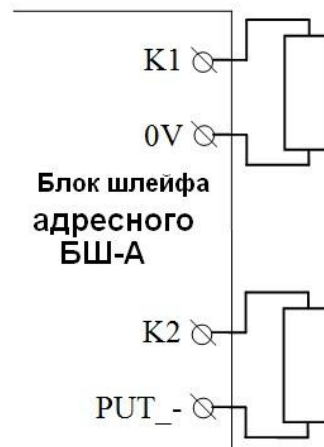 K1
0V
Блок шлейфа
адресного
БШ-А
K2
PUT_-